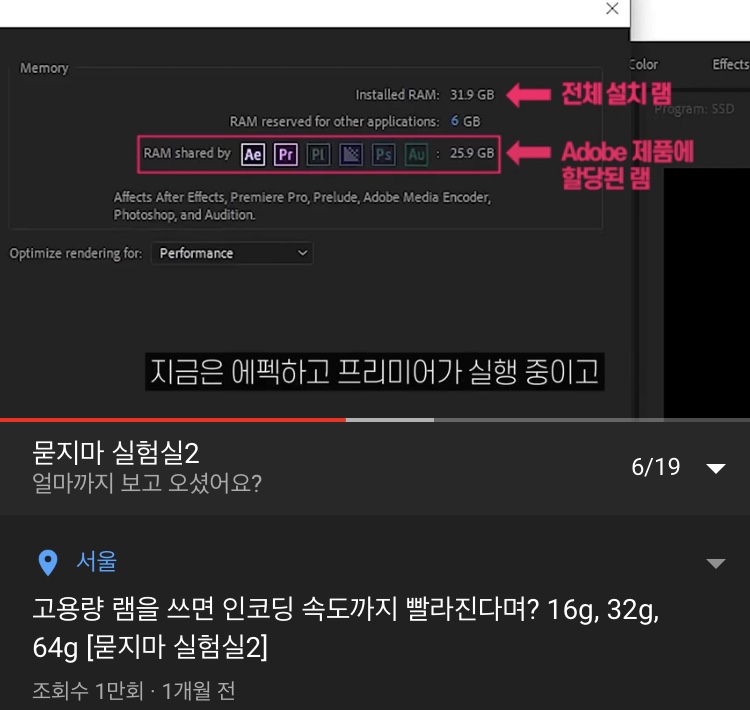 Memory
Color
Effects
Installed RAM: 31.9 GB
전체 설치 램
Program: SSD
RAM reserved for other applications: 6 GB
RAM shared by Ae Pr Pl Ps Au : 25.9 GB
Adobe 제품에
할당된 램
Affects After Effects, Premiere Pro, Prelude, Adobe Media Encoder,
Photoshop, and Audition.
Optimize rendering for: Performance
지금은 에펙하고 프리미어가 실행 중이고
묻지마 실험실2
얼마까지 보고 오셨어요?
6/19
서울
고용량 램을 쓰면 인코딩 속도까지 빨라진다며? 16g, 32g,
64g [묻지마 실험실2]
조회수 1만회 · 1개월 전